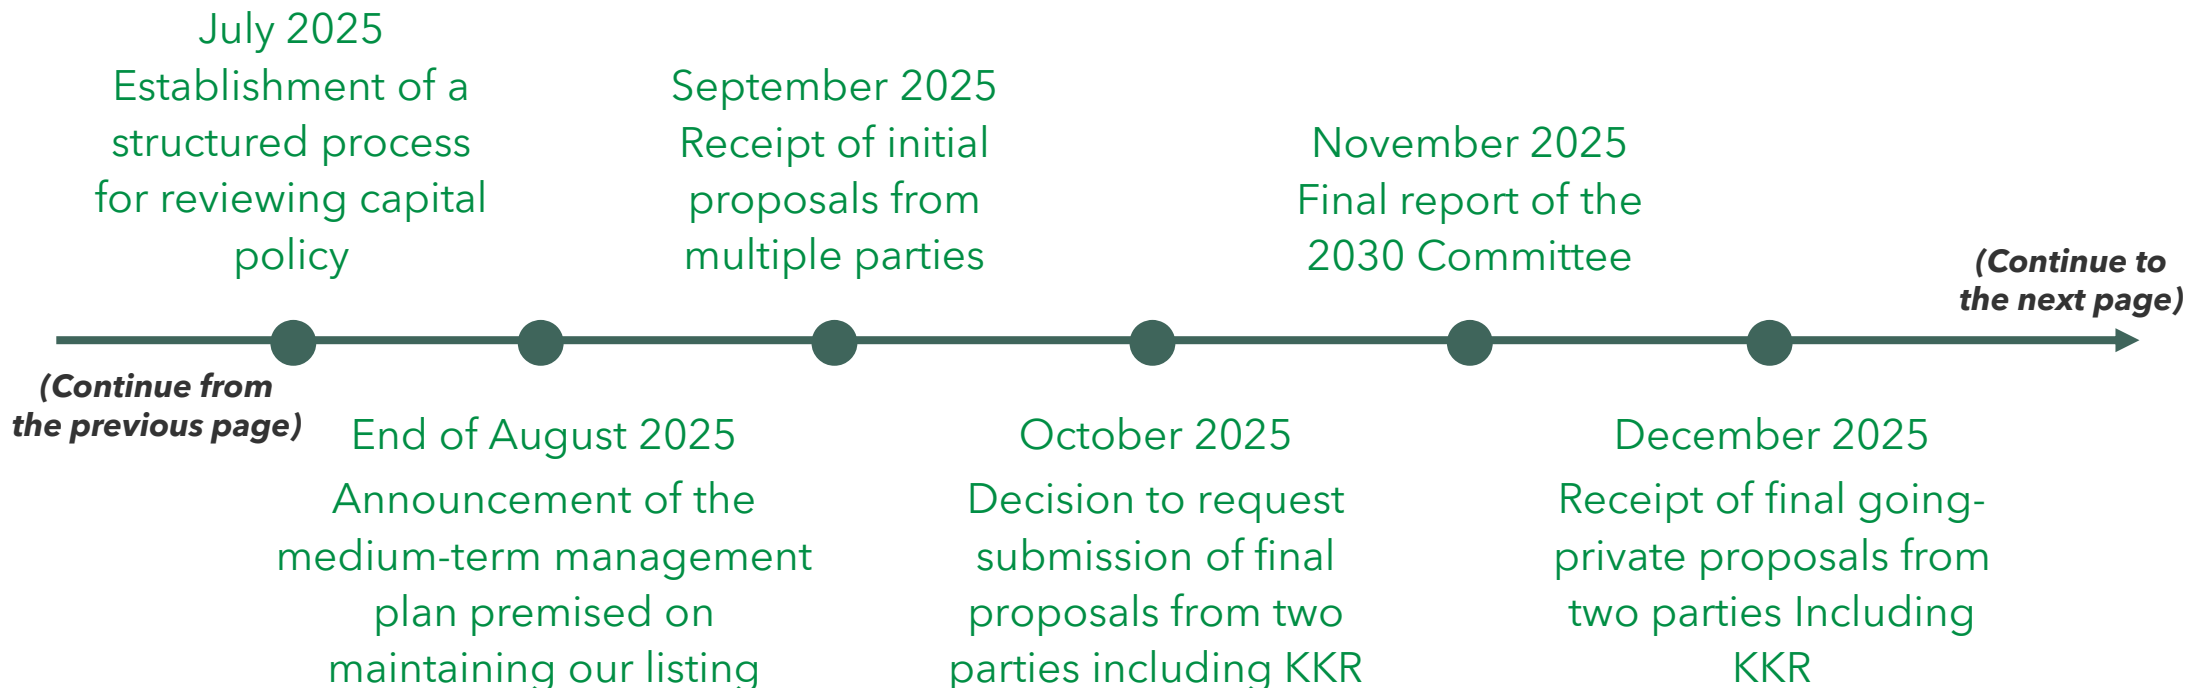 July 2025
Establishment of a
structured process
for reviewing capital
policy
September 2025
Receipt of initial
proposals from
multiple parties
November 2025
Final report of the
2030 Committee
(Continue to
the next page)
(Continue from
the previous page)
End of August 2025
Announcement of the
medium-term management
plan premised on
maintaining our listing
October 2025
Decision to request
submission of final
proposals from two
parties including KKR
December 2025
Receipt of final going-
private proposals from
two parties Including
KKR